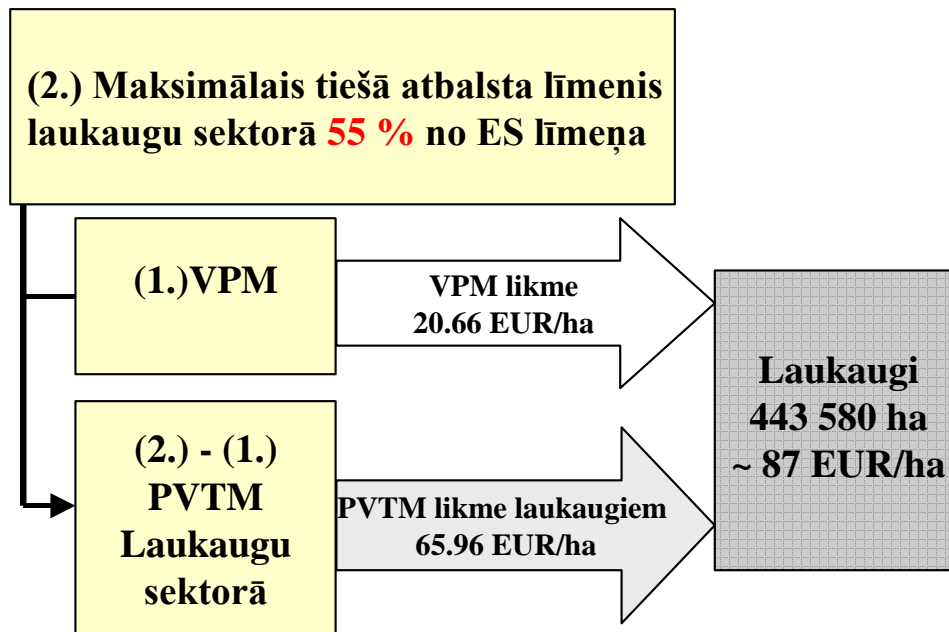 (2.) Maksimālais tiešā atbalsta līmenis
laukaugu sektorā 55 % no ES līmeņa
(1.)VPM
VPM likme
20.66 EUR/ha
(2.) - (1.)
PVTM
Laukaugu
sektorā
PVTM likme laukaugiem
65.96 EUR/ha
Laukaugi
443 580 ha
~ 87 EUR/ha